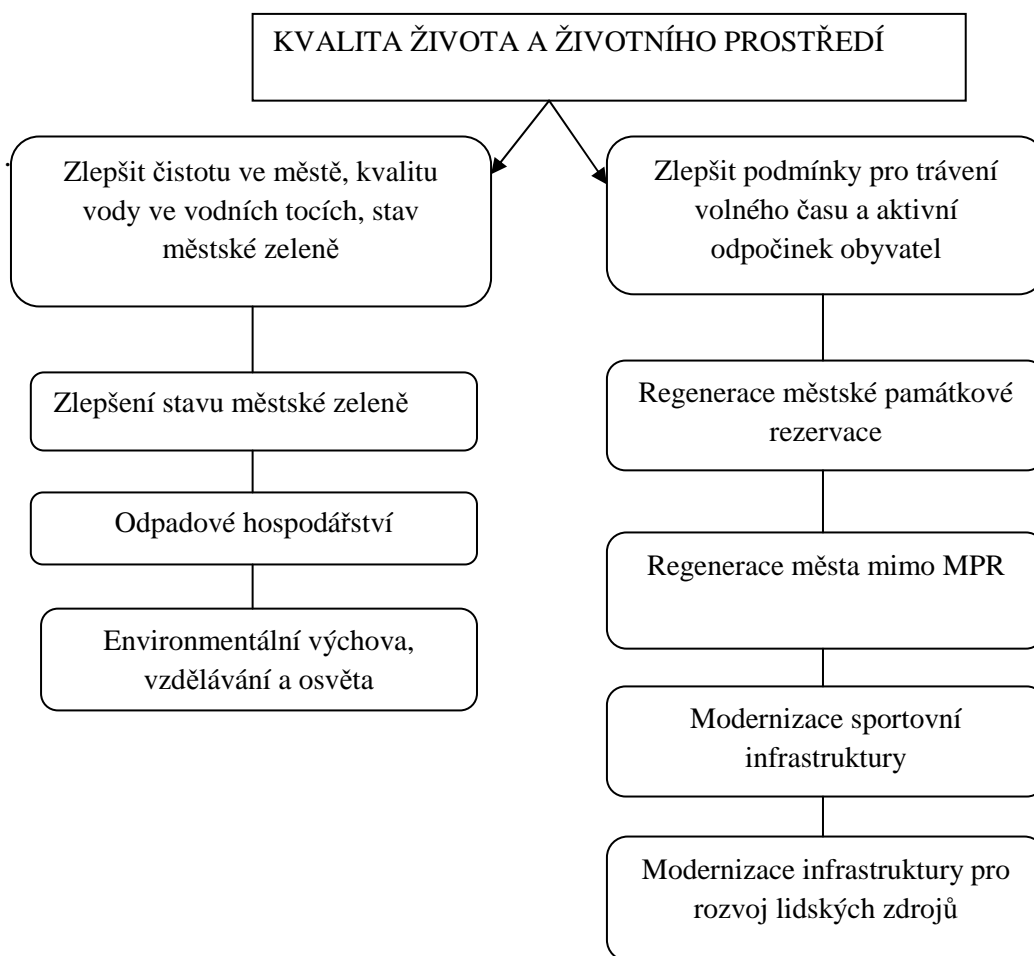 KVALITA ŽIVOTA A ŽIVOTNÍHO PROSTŘEDÍ
Zlepšit čistotu ve městě, kvalitu
vody ve vodních tocích, stav
městské zeleně
Zlepšení stavu městské zeleně
Odpadové hospodářství
Environmentální výchova,
vzdělávání a osvěta
Zlepšit podmínky pro trávení
volného času a aktivní
odpočinek obyvatel
Regenerace městské památkové
rezervace
Regenerace města mimo MPR
Modernizace sportovní
infrastruktury
Modernizace infrastruktury pro
rozvoj lidských zdrojů